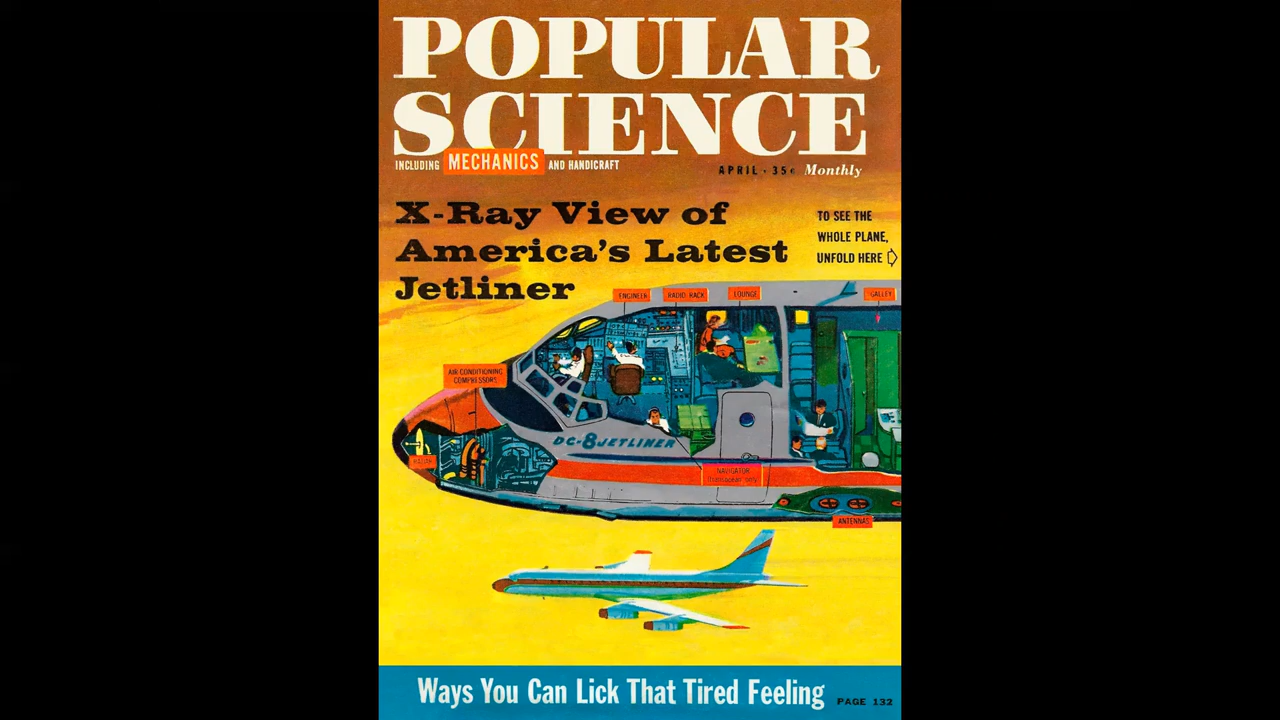 POPULAR
SCIENCE
INCLUDING MECHANICS AND HANDICRAFT
APRIL · 35¢ Monthly
X-Ray View of
America's Latest
Jetliner
TO SEE THE
WHOLE PLANE,
UNFOLD HERE
ENGINEER
RADIO RACK
LOUNGE
GALLEY
AIR CONDITIONING
COMPRESSORS
DC-8 JETLINER
RADAR
NAVIGATOR
ANTENNAS
Ways You Can Lick That Tired Feeling
PAGE 132